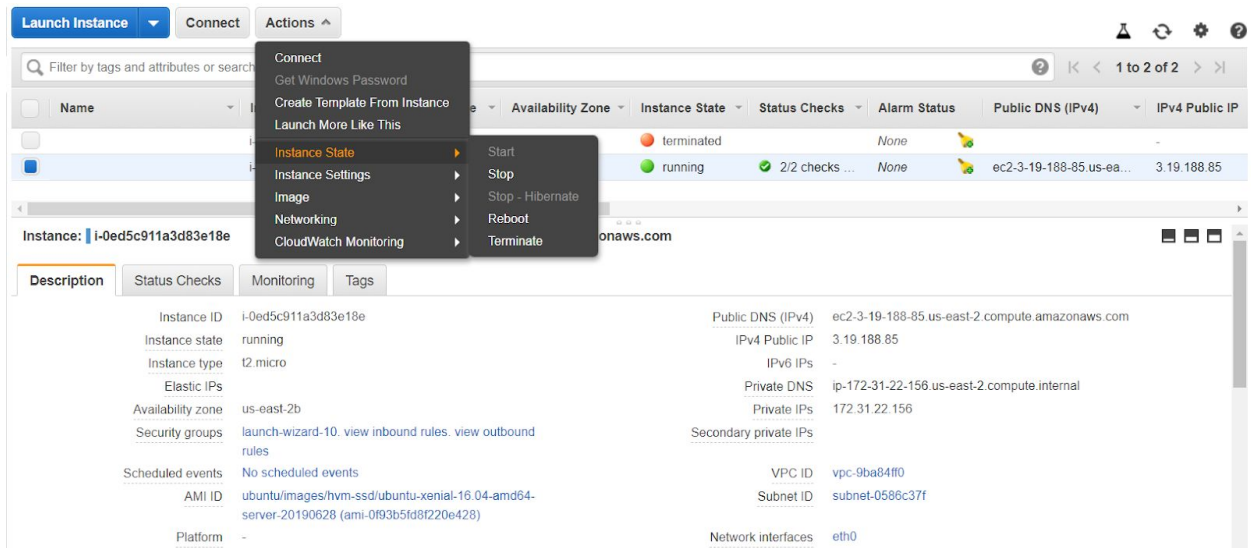 Launch Instance Connect Actions
Filter by tags and attributes or search
1 to 2 of 2
Connect
Get Windows Password
Create Template From Instance
Launch More Like This
Instance State
Instance Settings
Image
Networking
CloudWatch Monitoring
Start
Stop
Stop - Hibernate
Reboot
Terminate
Name Availability Zone Instance State Status Checks Alarm Status Public DNS (IPv4) IPv4 Public IP
terminated None -
running 2/2 checks ... None ec2-3-19-188-85.us-ea... 3.19.188.85
Instance: i-0ed5c911a3d83e18e onaws.com
Description Status Checks Monitoring Tags
Instance ID i-0ed5c911a3d83e18e
Instance state running
Instance type t2.micro
Elastic IPs
Availability zone us-east-2b
Security groups launch-wizard-10. view inbound rules. view outbound
rules
Scheduled events No scheduled events
AMI ID ubuntu/images/hvm-ssd/ubuntu-xenial-16.04-amd64-
server-20190628 (ami-0f93b5fd8f220e428)
Platform -
Public DNS (IPv4) ec2-3-19-188-85.us-east-2.compute.amazonaws.com
IPv4 Public IP 3.19.188.85
IPv6 IPs -
Private DNS ip-172-31-22-156.us-east-2.compute.internal
Private IPs 172.31.22.156
Secondary private IPs
VPC ID vpc-9ba84ff0
Subnet ID subnet-0586c37f
Network interfaces eth0